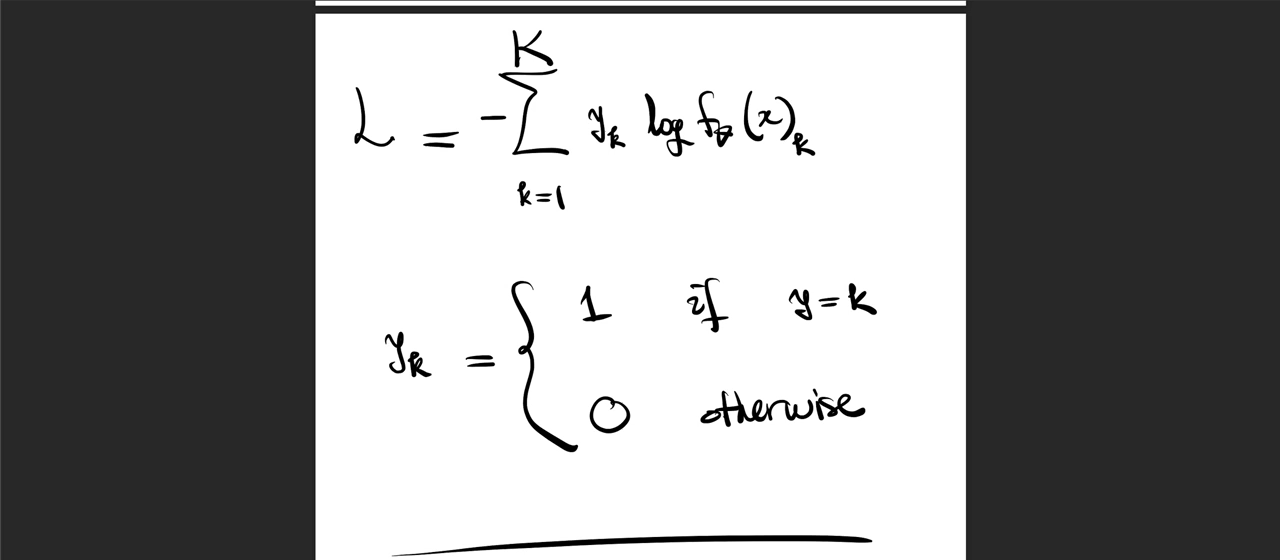 L = -∑_{k=1}^{K} y_k log f_θ(x)_k
y_k = { 1 if y=k
0 otherwise